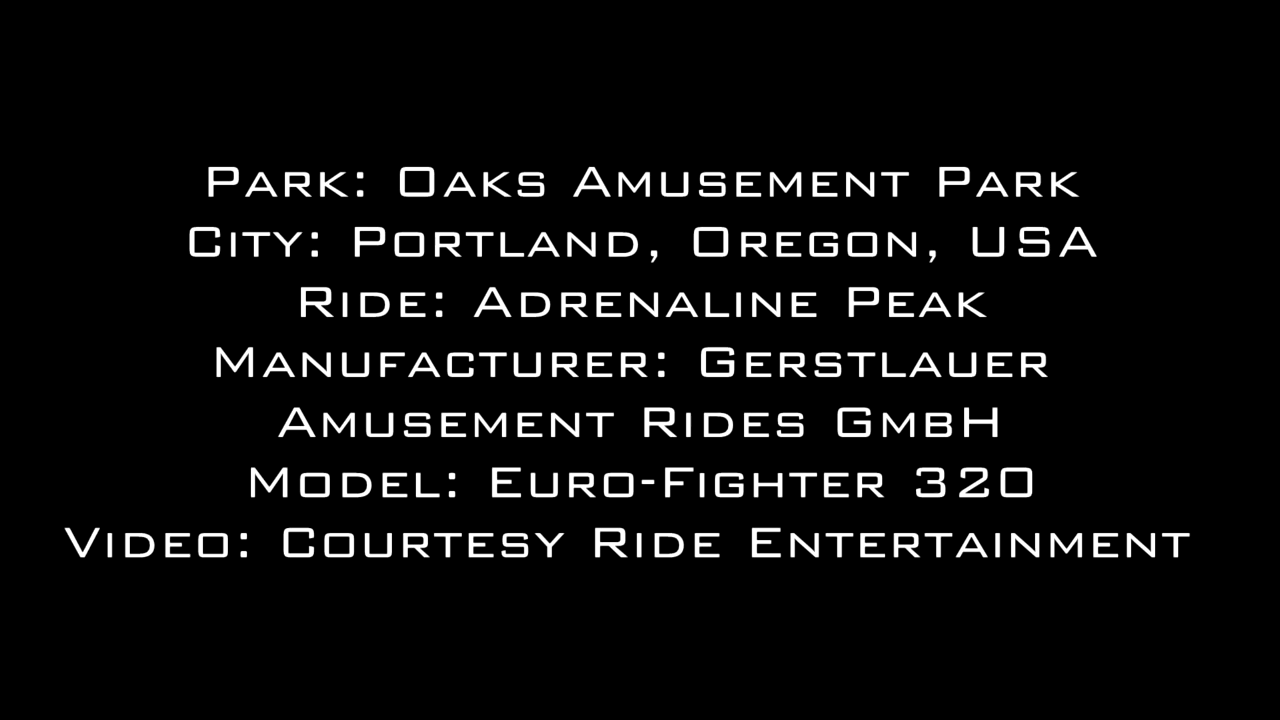 Park: Oaks Amusement Park
City: Portland, Oregon, USA
Ride: Adrenaline Peak
Manufacturer: Gerstlauer
Amusement Rides GmbH
Model: Euro-Fighter 320
Video: Courtesy Ride Entertainment